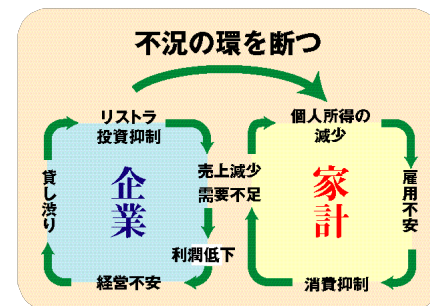 不況の環を断つ
リストラ
投資抑制
個人所得の
減少
売上減少
需要不足
企業
家計
貸し渋り
雇用不安
利潤低下
経営不安
消費抑制